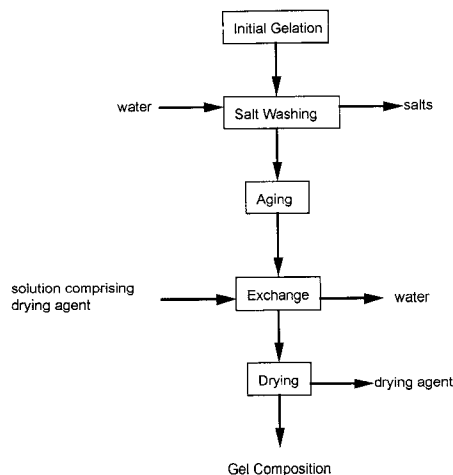 Initial Gelation
water
Salt Washing
salts
Aging
solution comprising
drying agent
Exchange
water
Drying
drying agent
Gel Composition